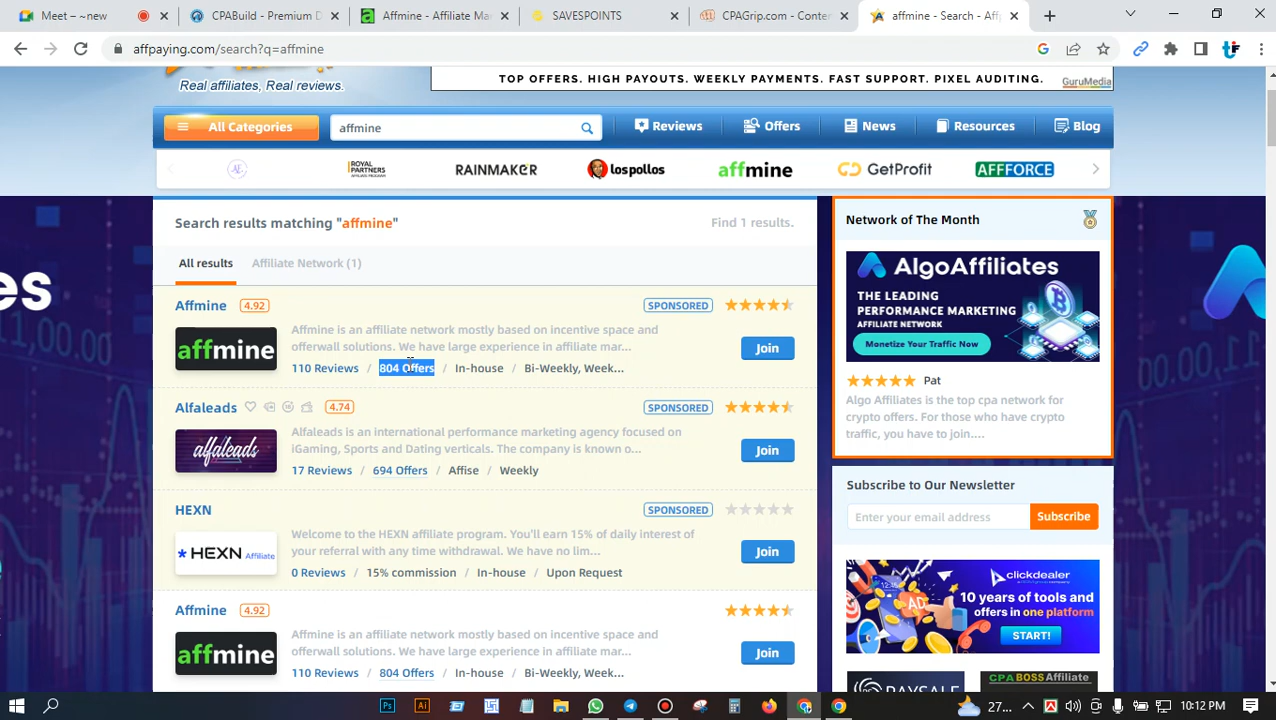 Meet – ...
CPABuild - prem
Affmine - Affilia
SAVESPOINTS
CPAGrip.com -
affmine - Offers
affpaying.com/search?q=affmine
Real affiliates, Real reviews.
TOP OFFERS. HIGH PAYOUTS. WEEKLY PAYMENTS. FAST SUPPORT. PIXEL AUDITING.
GuruMedia
All Categories
affmine
Reviews
Offers
News
Resources
Blog
ROYAL PARTNERS
RAINMAKER
lospollos
affmine
GetProfit
AFFFORCE
Search results matching "affmine"
Find 1 results.
All results
Affiliate Network (1)
Affmine 4.92
SPONSORED
affmine
Affmine is an affiliate network mostly based on incentive space and
offerwall solutions. We have large experience in affiliate mar...
Join
110 Reviews / 804 Offers / In-house / Bi-Weekly, Week...
Alfaleads 4.74
SPONSORED
alfaleads
Alfaleads is an international performance marketing agency focused on
iGaming, Sports and Dating verticals. The company is known o...
Join
17 Reviews / 694 Offers / Affise / Weekly
HEXN
SPONSORED
HEXN Affiliate
Welcome to the HEXN affiliate program. You'll earn 15% of daily interest of
your referral with any time withdrawal. We have no lim...
Join
0 Reviews / 15% commission / In-house / Upon Request
Affmine 4.92
affmine
Affmine is an affiliate network mostly based on incentive space and
offerwall solutions. We have large experience in affiliate mar...
Join
110 Reviews / 804 Offers / In-house / Bi-Weekly, Week...
es
Network of The Month
AlgoAffiliates
THE LEADING
PERFORMANCE MARKETING
AFFILIATE NETWORK
Monetize Your Traffic Now
Pat
Algo Affiliates is the top cpa network for
crypto offers. For those who have crypto
traffic, you have to join....
Subscribe to Our Newsletter
Enter your email address
Subscribe
clickdealer
10 years of tools and
offers in one platform
START!
AD
PAYSALE
CPA BOSS Affiliate
Ps
Ai
27...
10:12 PM